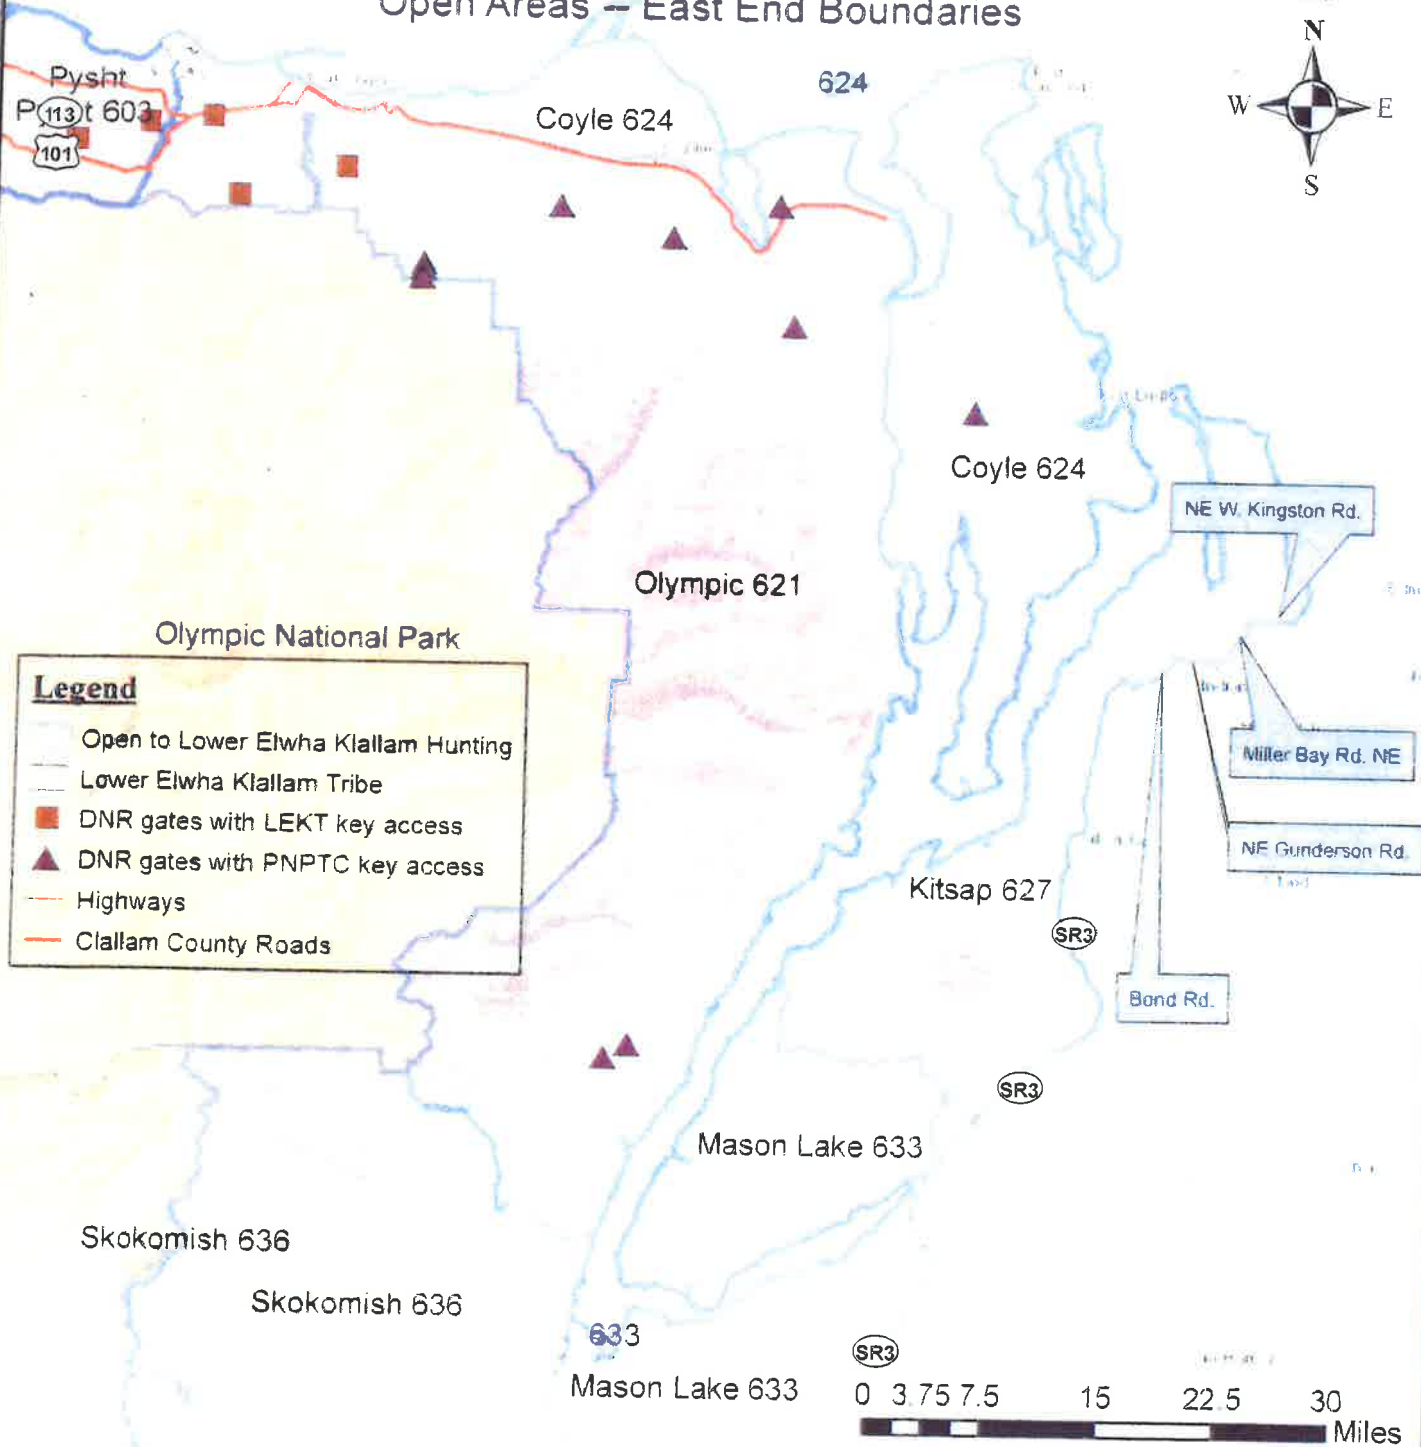 Open Areas -- East End Boundaries
N
W E
S
624
Pysht
Pysht 603
113
101
Coyle 624
Coyle 624
NE W. Kingston Rd.
Olympic 621
Olympic National Park
Legend
Open to Lower Elwha Klallam Hunting
Lower Elwha Klallam Tribe
DNR gates with LEKT key access
DNR gates with PNPTC key access
Highways
Clallam County Roads
Miller Bay Rd. NE
NE Gunderson Rd.
Kitsap 627
SR3
Bond Rd.
SR3
Mason Lake 633
Skokomish 636
Skokomish 636
633
Mason Lake 633
SR3
0 3.75 7.5 15 22.5 30
Miles